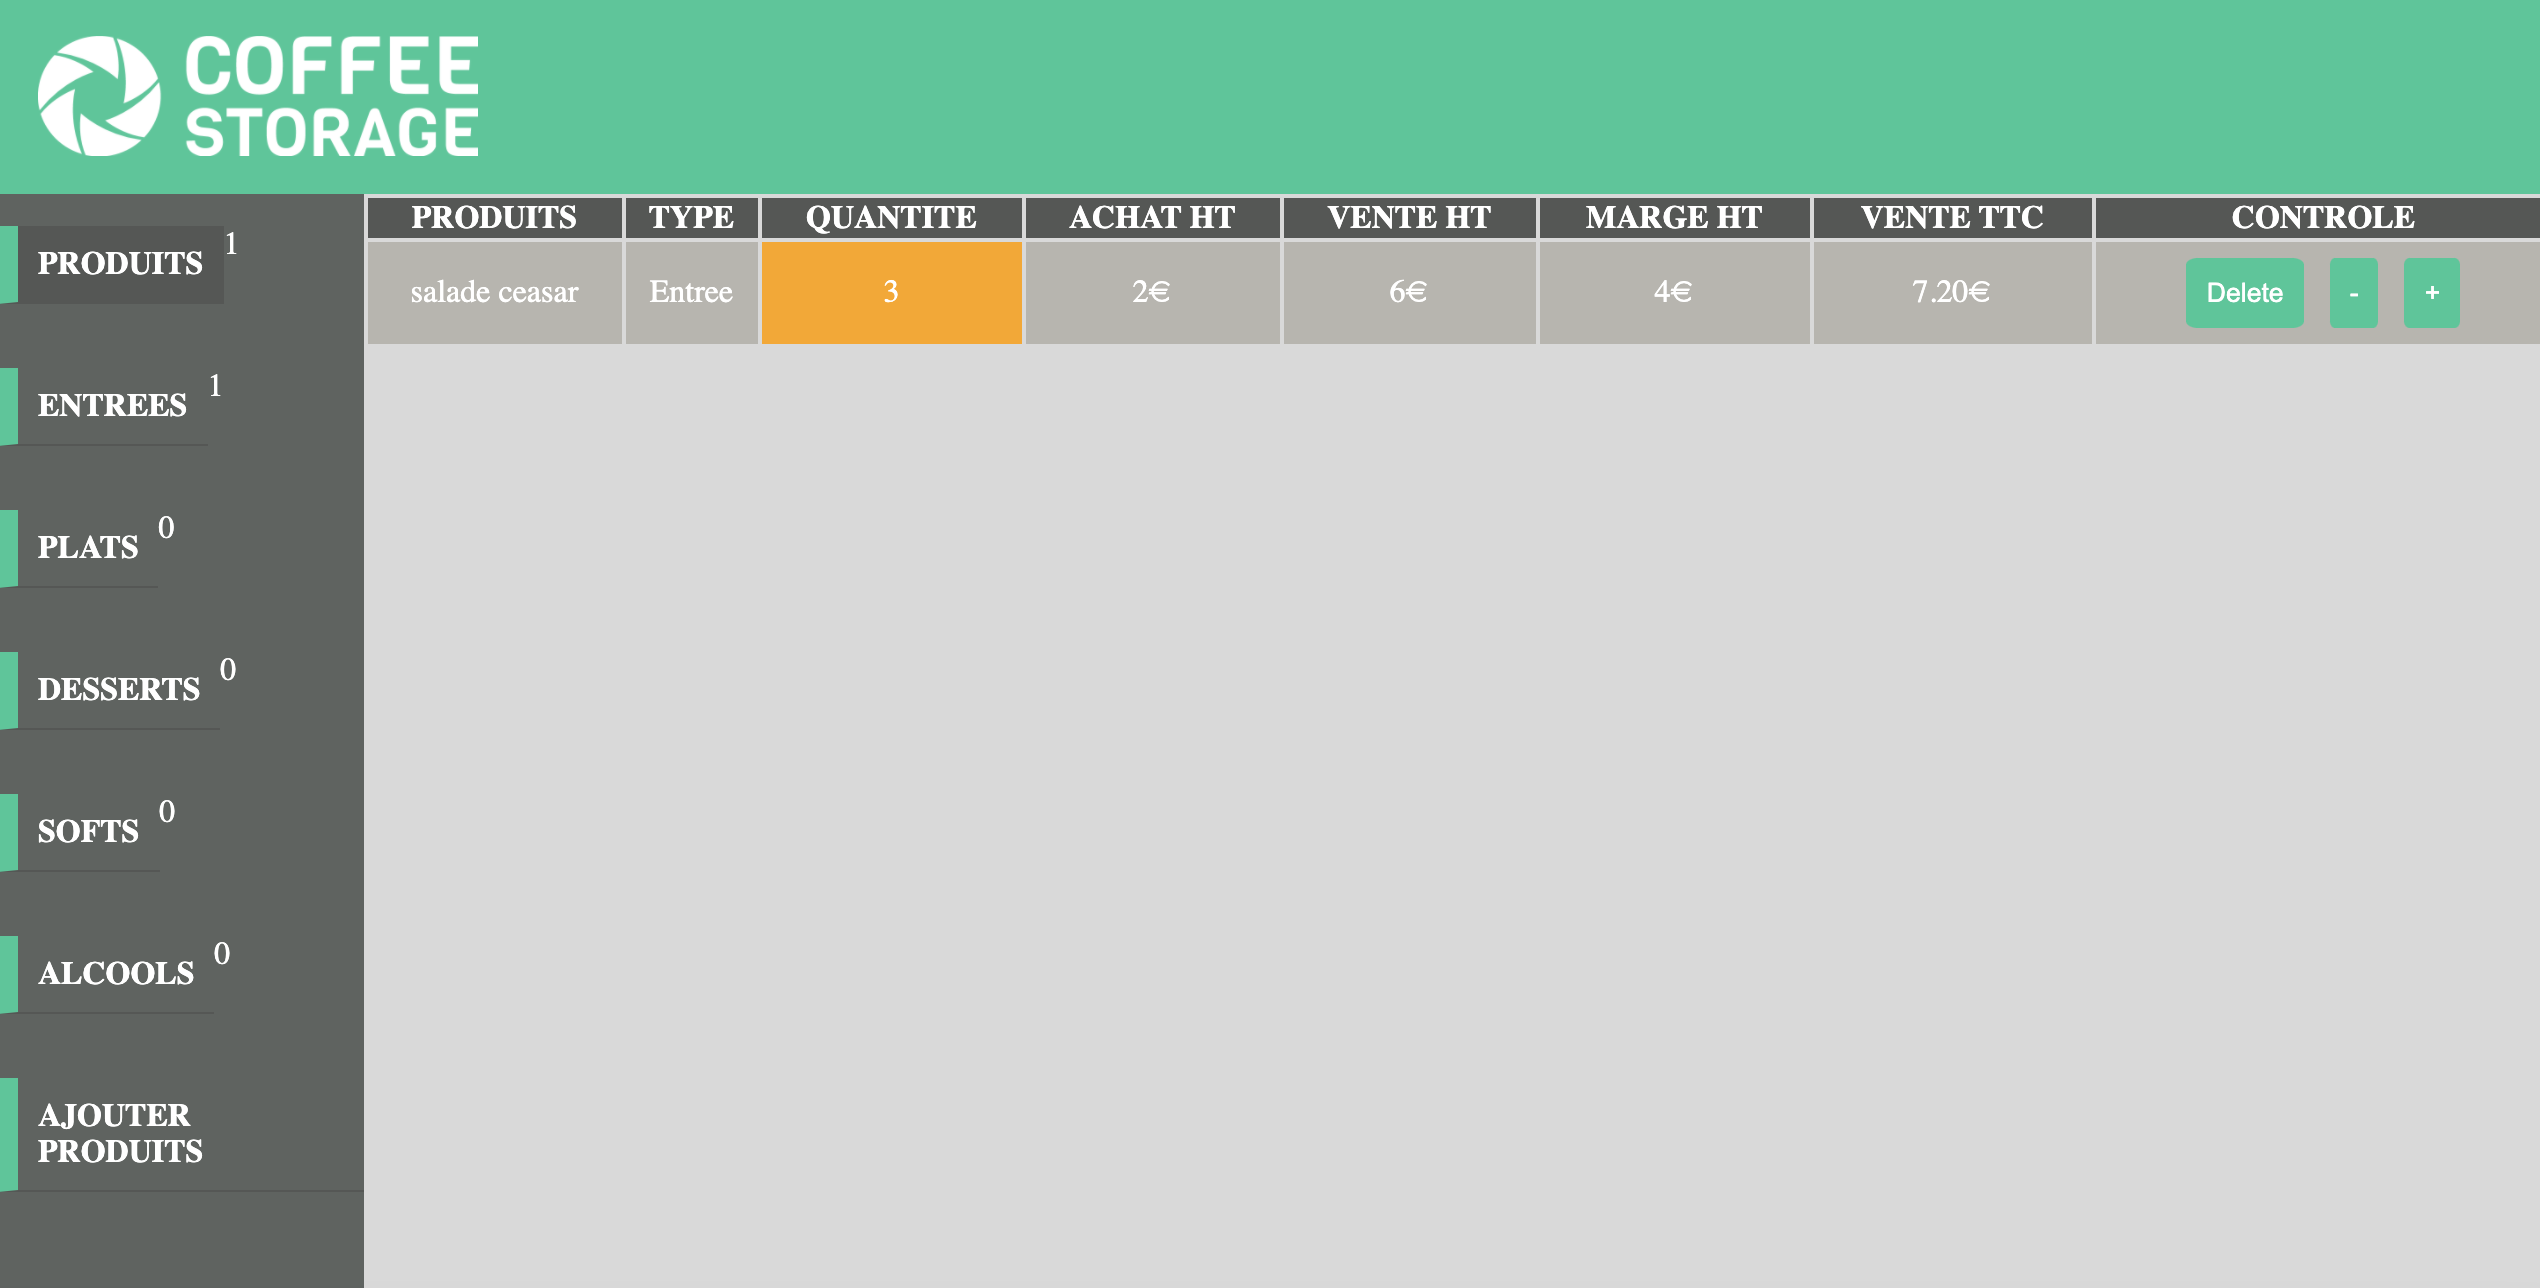 COFFEE
STORAGE
PRODUITS 1
ENTREES 1
PLATS 0
DESSERTS 0
SOFTS 0
ALCOOLS 0
AJOUTER
PRODUITS
PRODUITS TYPE QUANTITE ACHAT HT VENTE HT MARGE HT VENTE TTC CONTROLE
salade ceasar Entree 3 2€ 6€ 4€ 7.20€ Delete - +